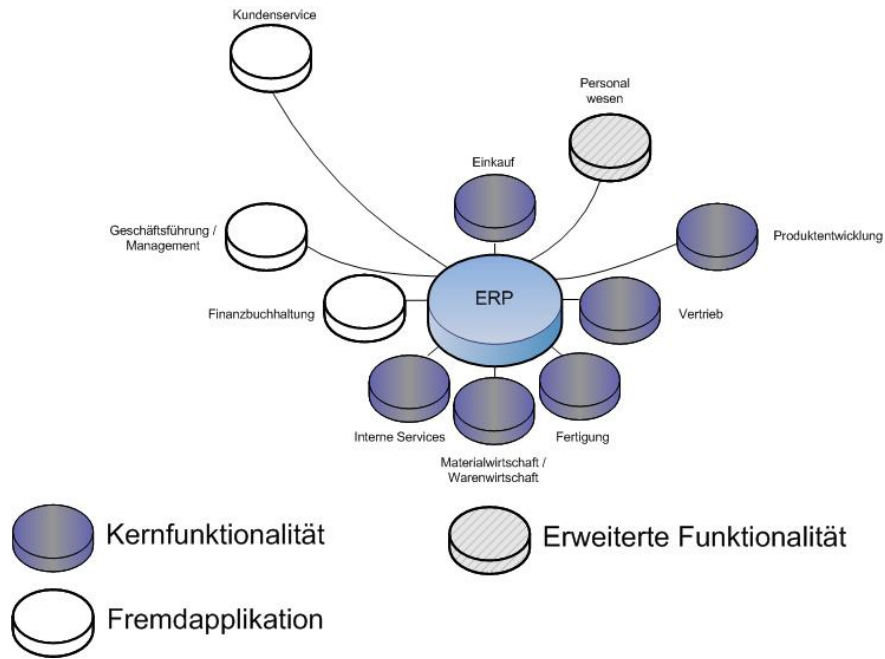 Kundenservice
Personal
wesen
Einkauf
Geschäftsführung /
Management
Produktentwicklung
ERP
Finanzbuchhaltung
Vertrieb
Interne Services
Fertigung
Materialwirtschaft /
Warenwirtschaft
Kernfunktionalität
Erweiterte Funktionalität
Fremdapplikation